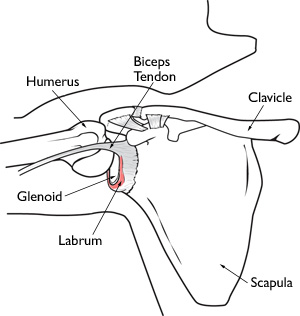 Biceps
Tendon
Humerus
Clavicle
Glenoid
Labrum
Scapula